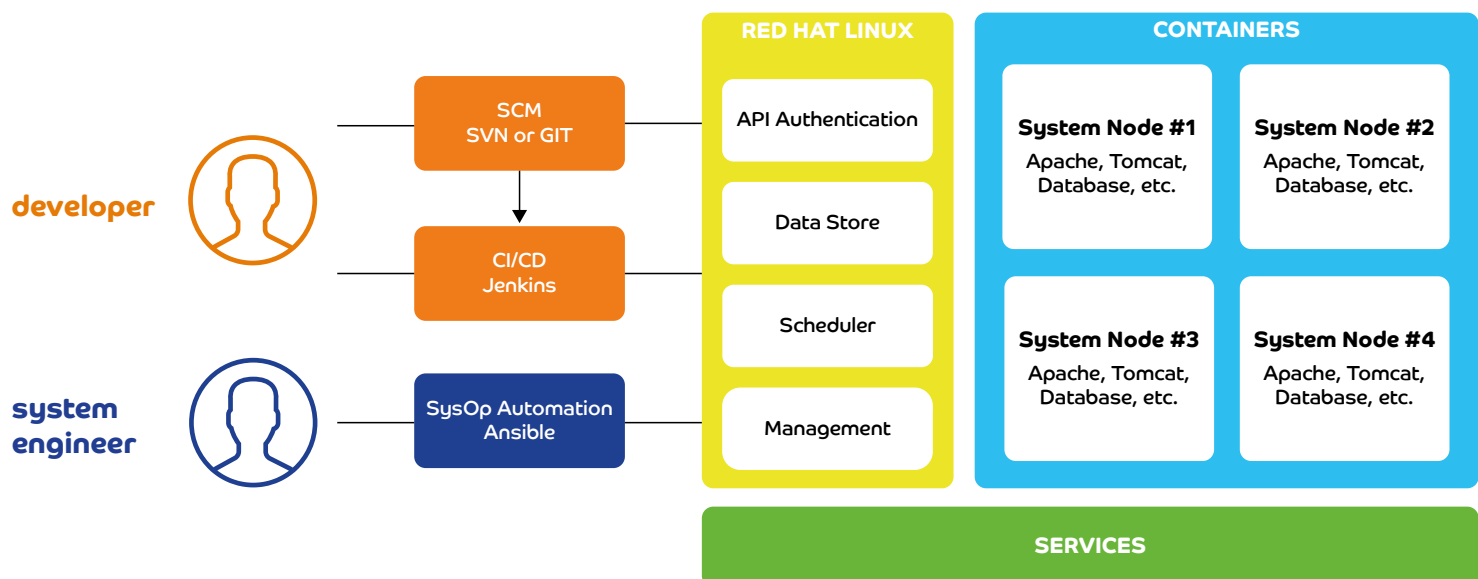 developer
system
engineer
SCM
SVN or GIT
CI/CD
Jenkins
SysOp Automation
Ansible
RED HAT LINUX
API Authentication
Data Store
Scheduler
Management
CONTAINERS
System Node #1
Apache, Tomcat,
Database, etc.
System Node #2
Apache, Tomcat,
Database, etc.
System Node #3
Apache, Tomcat,
Database, etc.
System Node #4
Apache, Tomcat,
Database, etc.
SERVICES